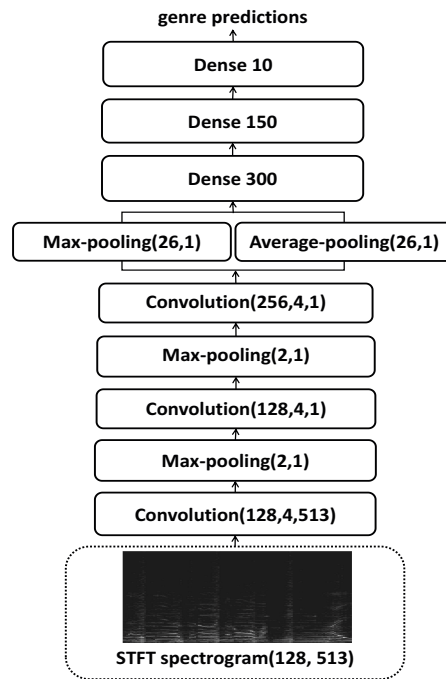 genre predictions
Dense 10
Dense 150
Dense 300
Max-pooling(26,1)
Average-pooling(26,1)
Convolution(256,4,1)
Max-pooling(2,1)
Convolution(128,4,1)
Max-pooling(2,1)
Convolution(128,4,513)
STFT spectrogram(128, 513)